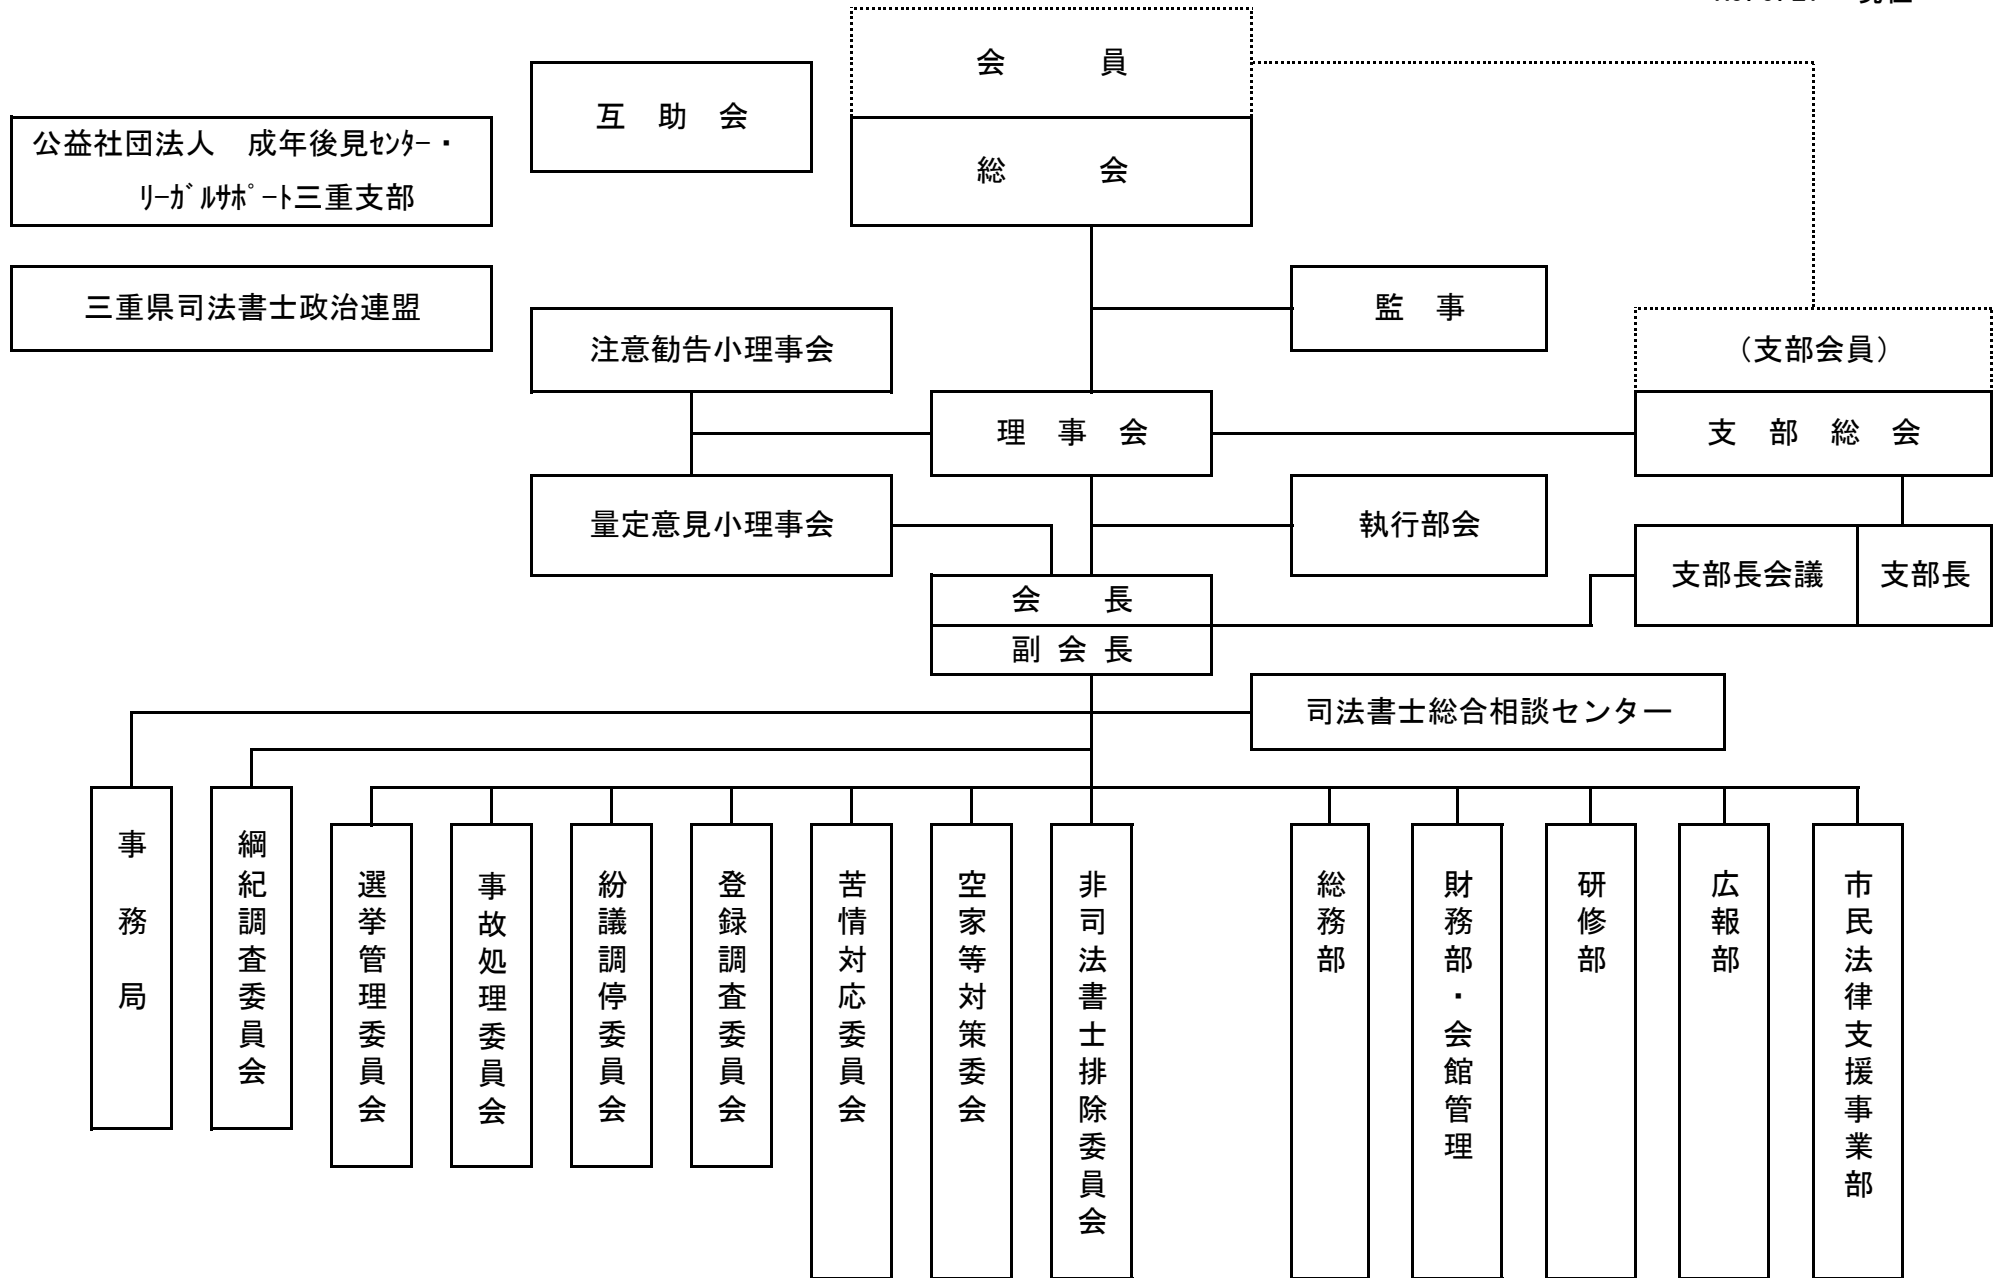 会　　　員
互　助　会
総　　　会
公益社団法人　成年後見ｾﾝﾀｰ・
ﾘｰｶﾞﾙｻﾎﾟｰﾄ三重支部
三重県司法書士政治連盟
監　事
注意勧告小理事会
（支部会員）
理　事　会
支　部　総　会
量定意見小理事会
執行部会
会　　長
副 会 長
支部長会議
支部長
司法書士総合相談センター
事　務　局
綱紀調査委員会
選挙管理委員会
事故処理委員会
紛議調停委員会
登録調査委員会
苦情対応委員会
空家等対策委会
非司法書士排除委員会
総務部
財務部・会館管理
研修部
広報部
市民法律支援事業部